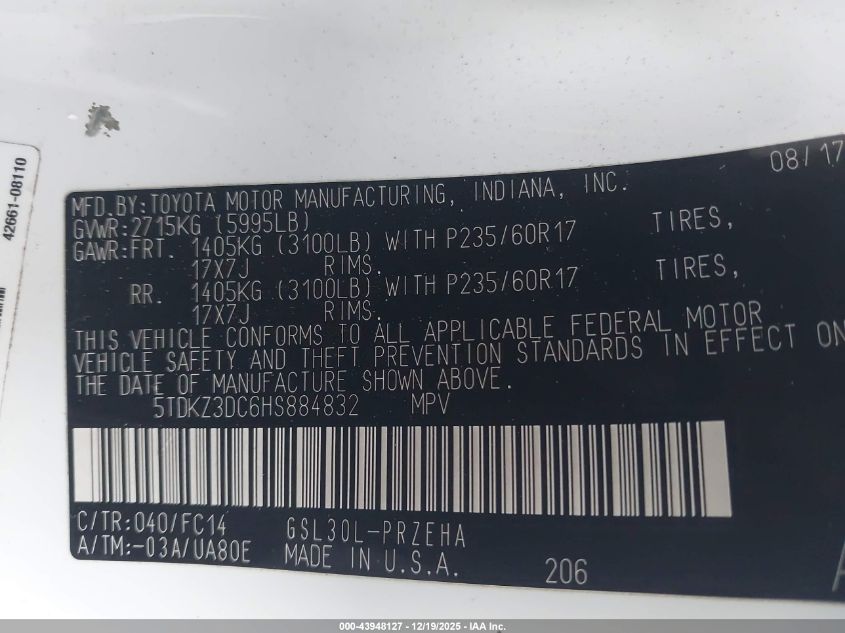 42661-08110
08/17
MFD.BY:TOYOTA MOTOR MANUFACTURING, INDIANA, INC.
GVWR:2715KG (5995LB)
GAWR:FRT. 1405KG (3100LB) WITH P235/60R17 TIRES,
17X7J RIMS.
RR. 1405KG (3100LB) WITH P235/60R17 TIRES,
17X7J RIMS.
THIS VEHICLE CONFORMS TO ALL APPLICABLE FEDERAL MOTOR
VEHICLE SAFETY AND THEFT PREVENTION STANDARDS IN EFFECT ON
THE DATE OF MANUFACTURE SHOWN ABOVE.
5TDKZ3DC6HS884832 MPV
C/TR:040/FC14 GSL30L-PRZEHA
A/TM:-03A/UA80E MADE IN U.S.A. 206
000-43948127 - 12/19/2025 - IAA Inc.